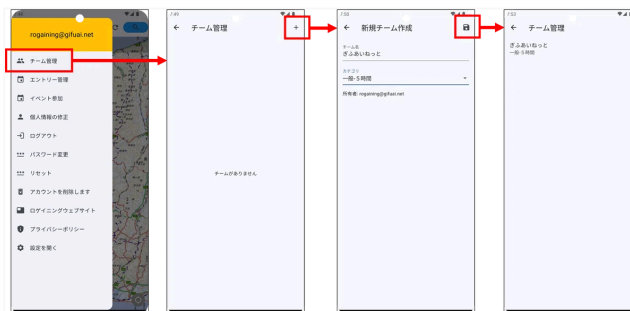 rogaining@gifuai.net
チーム管理
エントリー管理
イベント参加
個人情報の修正
ログアウト
パスワード変更
リセット
アカウントを削除します
ロゲイニングウェブサイト
プライバシーポリシー
設定を開く
7:49
チーム管理
チームがありません
7:50
新規チーム作成
チーム名
ぎふあいねっと
カテゴリ
一般-5時間
所有者: rogaining@gifuai.net
7:52
チーム管理
ぎふあいねっと
一般-5時間